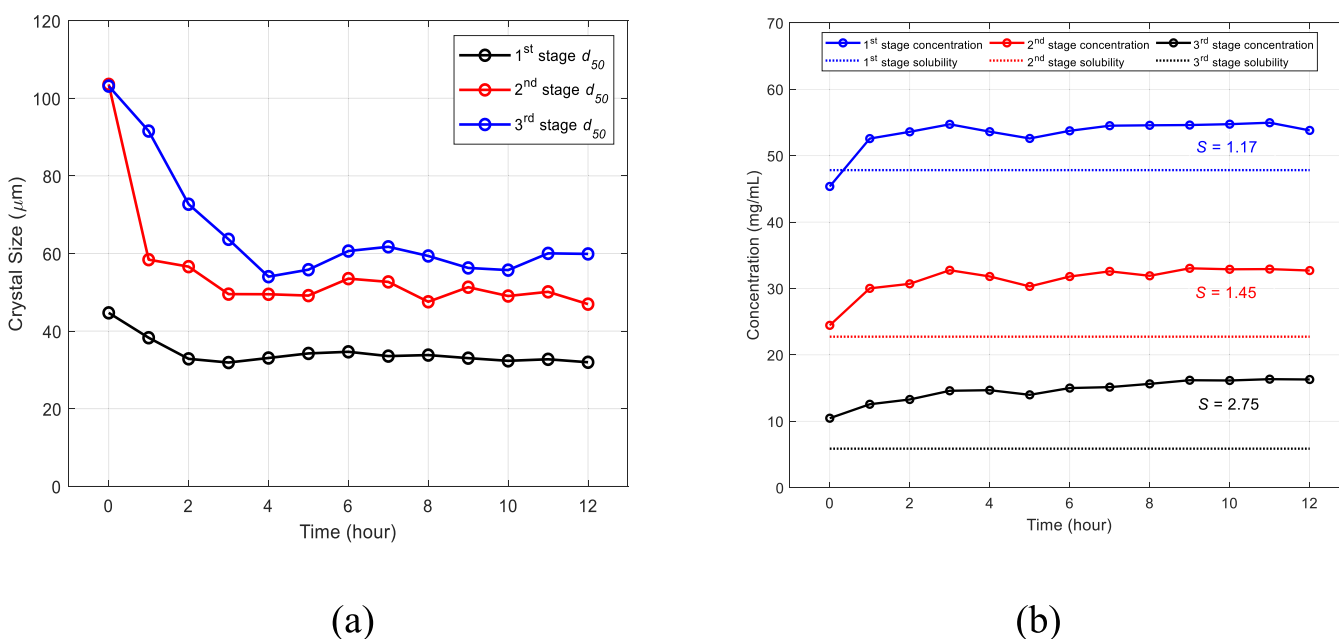 120
100
80
60
40
20
0
0 2 4 6 8 10 12
Crystal Size (μm)
Time (hour)
1st stage d50
2nd stage d50
3rd stage d50
(a)
70
60
50
40
30
20
10
0
0 2 4 6 8 10 12
Concentration (mg/mL)
Time (hour)
1st stage concentration 2nd stage concentration 3rd stage concentration
1st stage solubility 2nd stage solubility 3rd stage solubility
S = 1.17
S = 1.45
S = 2.75
(b)